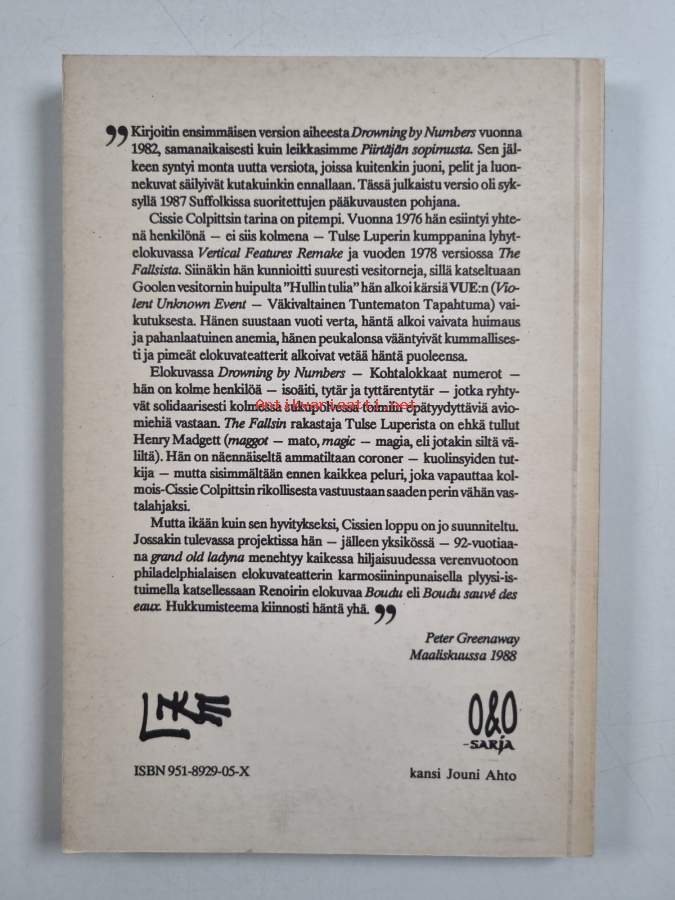 ”Kirjoitin ensimmäisen version aiheesta Drowning by Numbers vuonna
1982, samanaikaisesti kuin leikkasimme Piirtäjän sopimusta. Sen jäl-
keen syntyi monta uutta versiota, joissa kuitenkin juoni, pelit ja luon-
nekuvat säilyivät kutakuinkin ennallaan. Tässä julkaistu versio oli syk-
syllä 1987 Suffolkissa suoritettujen pääkuvausten pohjana.
Cissie Colpittsin tarina on pitempi. Vuonna 1976 hän esiintyi yhte-
nä henkilönä — ei siis kolmena — Tulse Luperin kumppanina lyhyt-
elokuvassa Vertical Features Remake ja vuoden 1978 versiossa The
Fallsista. Siinäkin hän kunnioitti suuresti vesitorneja, sillä katseltuaan
Goolen vesitornin huipulta ”Hullin tulia” hän alkoi kärsiä VUE:n (Vio-
lent Unknown Event — Väkivaltainen Tuntematon Tapahtuma) vai-
kutuksesta. Hänen suustaan vuoti verta, häntä alkoi vaivata huimaus
ja pahanlaatuinen anemia, hänen peukalonsa vääntyivät kummallises-
ti ja pimeät elokuvateatterit alkoivat vetää häntä puoleensa.
Elokuvassa Drowning by Numbers — Kohtalokkaat numerot —
hän on kolme henkilöä — isoäiti, tytär ja tyttärentytär — jotka ryhty-
vät solidaarisesti kolmessa sukupolvessa toimiin epätyydyttäviä avio-
Antikvariaatti.net
miehiä vastaan. The Fallsin rakastaja Tulse Luperista on ehkä tullut
Henry Madgett (maggot — mato, magic — magia, eli jotakin siltä vä-
liltä). Hän on näennäiseltä ammatiltaan coroner — kuolinsyiden tut-
kija — mutta sisimmältään ennen kaikkea peluri, joka vapauttaa kol-
mois-Cissie Colpittsin rikollisesta vastuustaan saaden perin vähän vas-
talahjaksi.
Mutta ikään kuin sen hyvitykseksi, Cissien loppu on jo suunniteltu.
Jossakin tulevassa projektissa hän — jälleen yksikössä — 92-vuotiaa-
na grand old ladyna menehtyy kaikessa hiljaisuudessa verenvuotoon
philadelphialaisen elokuvateatterin karmosiininpunaisella plyysi-is-
tuimella katsellessaan Renoirin elokuvaa Boudu eli Boudu sauvé des
eaux. Hukkumisteema kiinnosti häntä yhä.”
Peter Greenaway
Maaliskuussa 1988
LIKE
O&O
-SARJA
ISBN 951-8929-05-X
kansi Jouni Ahto